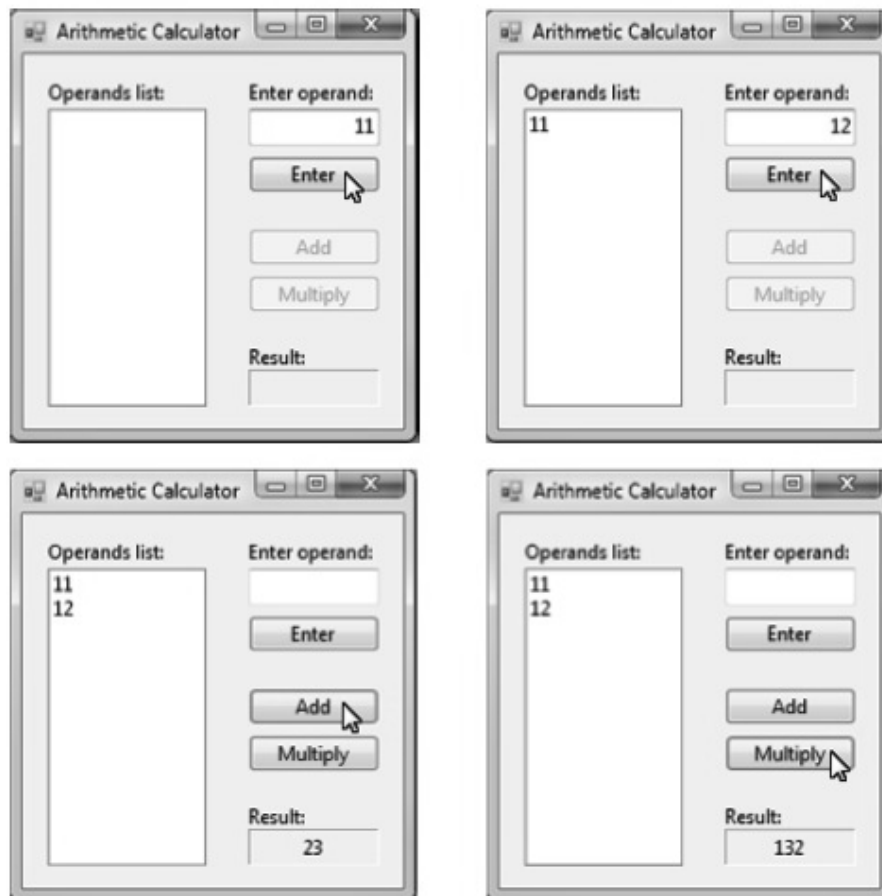 Arithmetic Calculator
Operands list:
Enter operand:
11
Enter
Add
Multiply
Result:
Arithmetic Calculator
Operands list:
Enter operand:
11
12
Enter
Add
Multiply
Result:
Arithmetic Calculator
Operands list:
Enter operand:
11
12
Enter
Add
Multiply
Result:
23
Arithmetic Calculator
Operands list:
Enter operand:
11
12
Enter
Add
Multiply
Result:
132